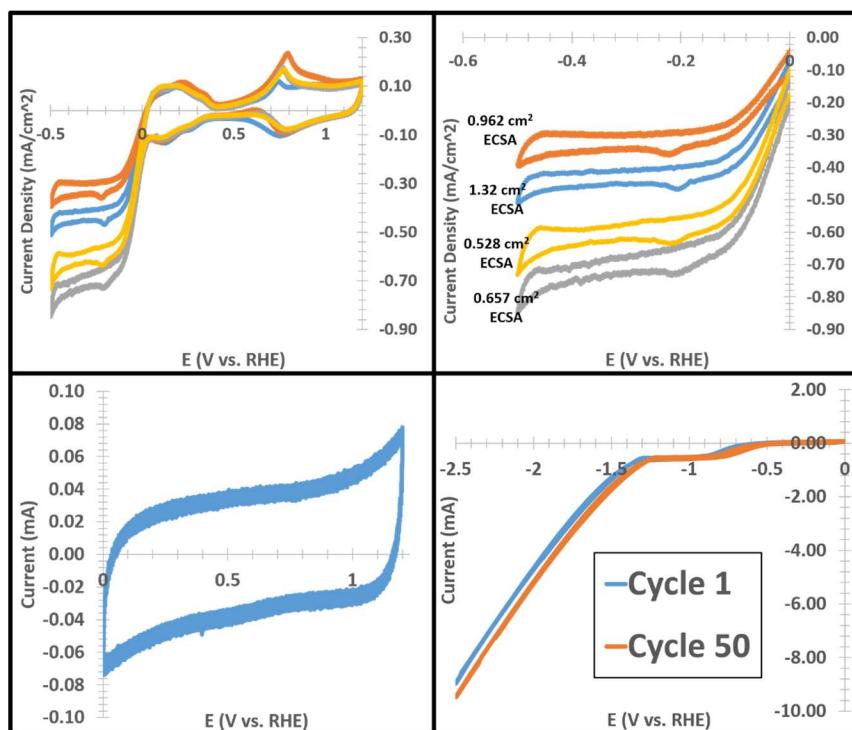 0.30
0.10
-0.5
0
0.5
1
-0.10
-0.30
-0.50
-0.70
-0.90
Current Density (mA/cm^2)
E (V vs. RHE)
0.00
-0.6
-0.4
-0.2
0
-0.10
-0.20
-0.30
-0.40
-0.50
-0.60
-0.70
-0.80
-0.90
0.962 cm²
ECSA
1.32 cm²
ECSA
0.528 cm²
ECSA
0.657 cm²
ECSA
Current Density (mA/cm^2)
E (V vs. RHE)
0.10
0.08
0.06
0.04
0.02
0.00
-0.02
-0.04
-0.06
-0.08
-0.10
0
0.5
1
Current (mA)
E (V vs. RHE)
2.00
0.00
-2.5
-2
-1.5
-1
-0.5
0
-2.00
-4.00
-6.00
-8.00
-10.00
Current (mA)
Cycle 1
Cycle 50
E (V vs. RHE)